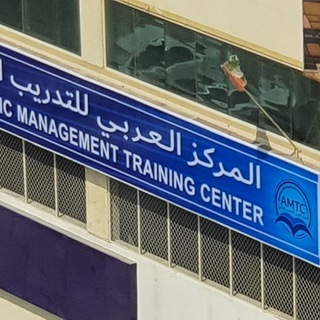 المركز العربي للتدريب
MANAGEMENT TRAINING CENTER
AMTC